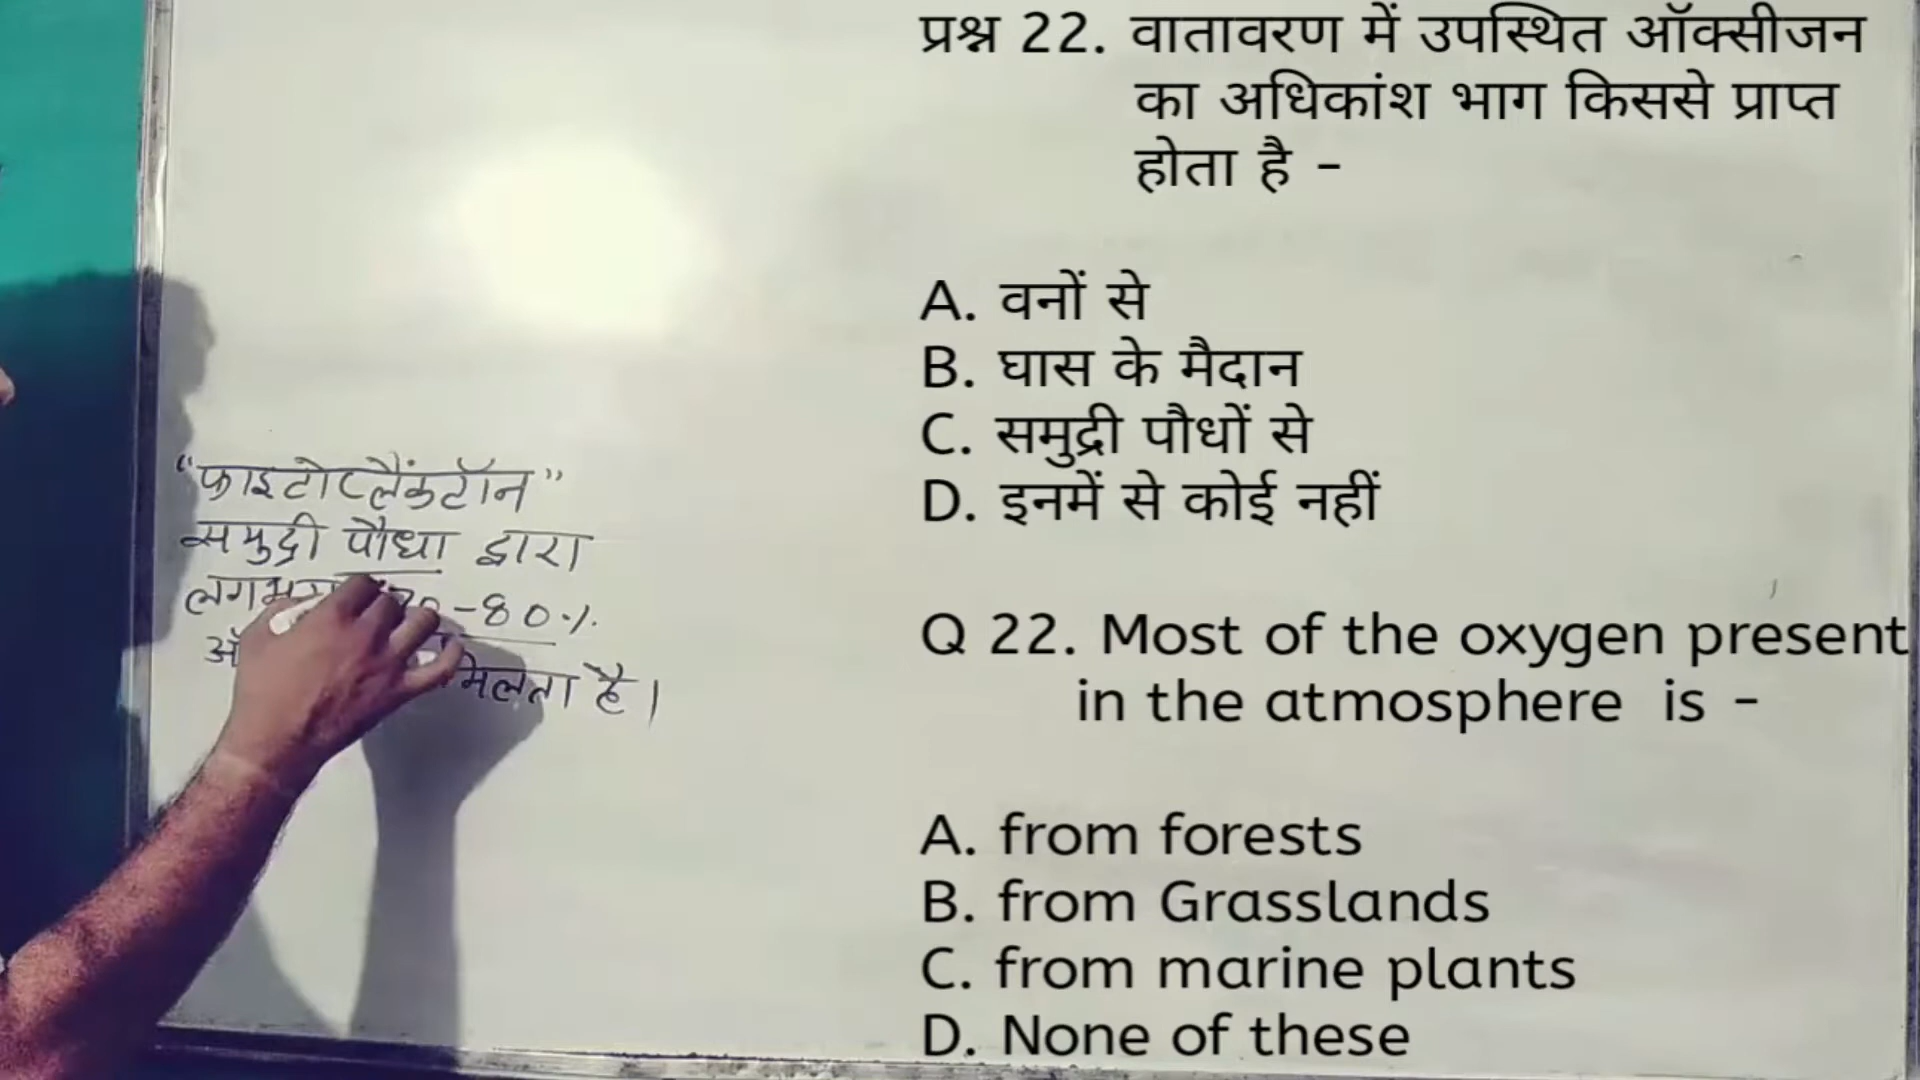 "फाइटोप्लैंकटॉन"
समुद्री पौधा द्वारा
-80%
मिलता है।
प्रश्न 22. वातावरण में उपस्थित ऑक्सीजन
का अधिकांश भाग किससे प्राप्त
होता है -
A. वनों से
B. घास के मैदान
C. समुद्री पौधों से
D. इनमें से कोई नहीं
Q 22. Most of the oxygen present
in the atmosphere is -
A. from forests
B. from Grasslands
C. from marine plants
D. None of these